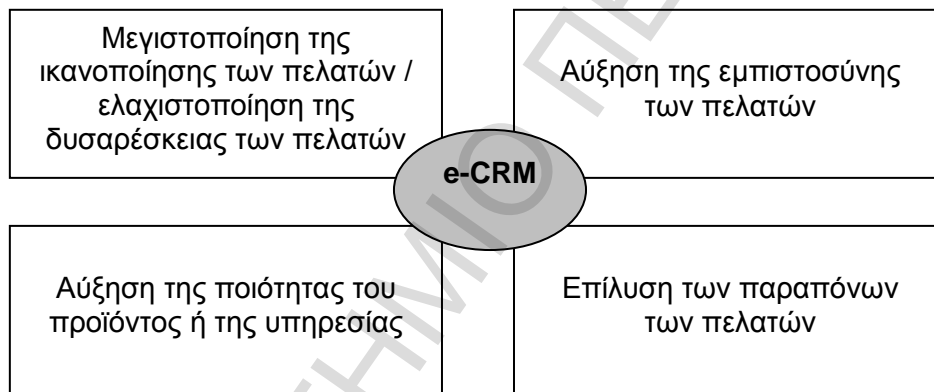 Μεγιστοποίηση της
ικανοποίησης των πελατών /
ελαχιστοποίηση της
δυσαρέσκειας των πελατών
Αύξηση της εμπιστοσύνης
των πελατών
e-CRM
Αύξηση της ποιότητας του
προϊόντος ή της υπηρεσίας
Επίλυση των παραπόνων
των πελατών